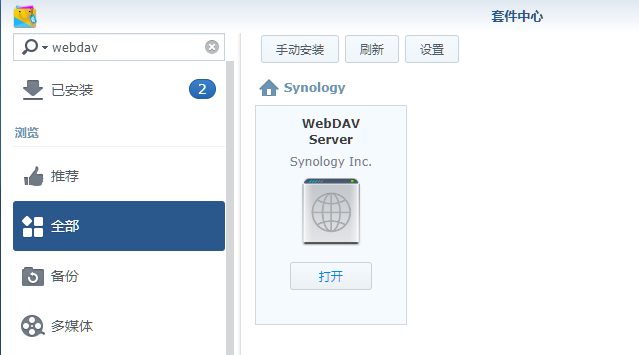 套件中心
webdav
手动安装
刷新
设置
已安装
2
浏览
推荐
全部
备份
多媒体
Synology
WebDAV
Server
Synology Inc.
打开